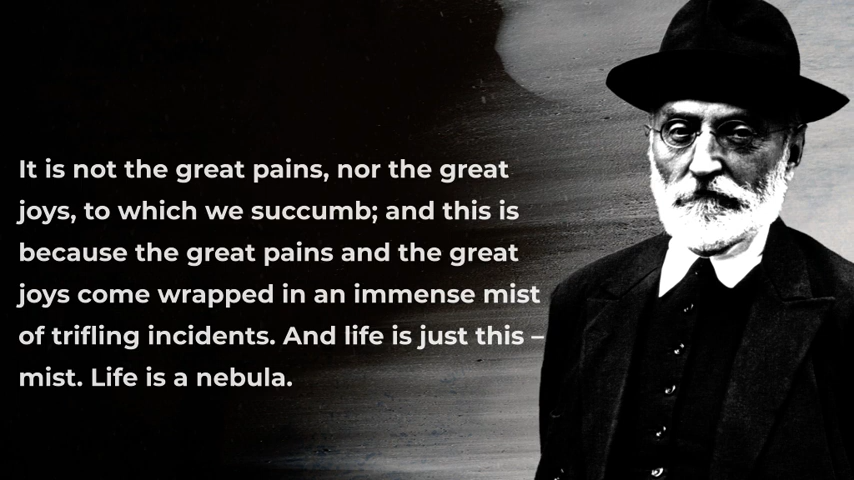 It is not the great pains, nor the great
joys, to which we succumb; and this is
because the great pains and the great
joys come wrapped in an immense mist
of trifling incidents. And life is just this –
mist. Life is a nebula.